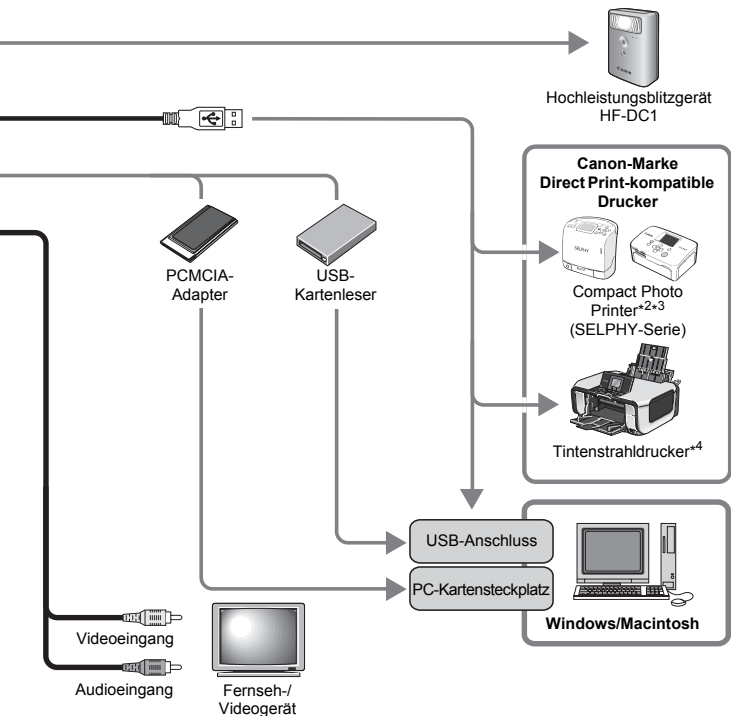 Hochleistungsblitzgerät
HF-DC1
Canon-Marke
Direct Print-kompatible
Drucker
SELPHY
Compact Photo
Printer*2*3
(SELPHY-Serie)
Tintenstrahldrucker*4
PCMCIA-
Adapter
USB-
Kartenleser
USB-Anschluss
PC-Kartensteckplatz
Windows/Macintosh
Videoeingang
Audioeingang
Fernseh-/
Videogerät